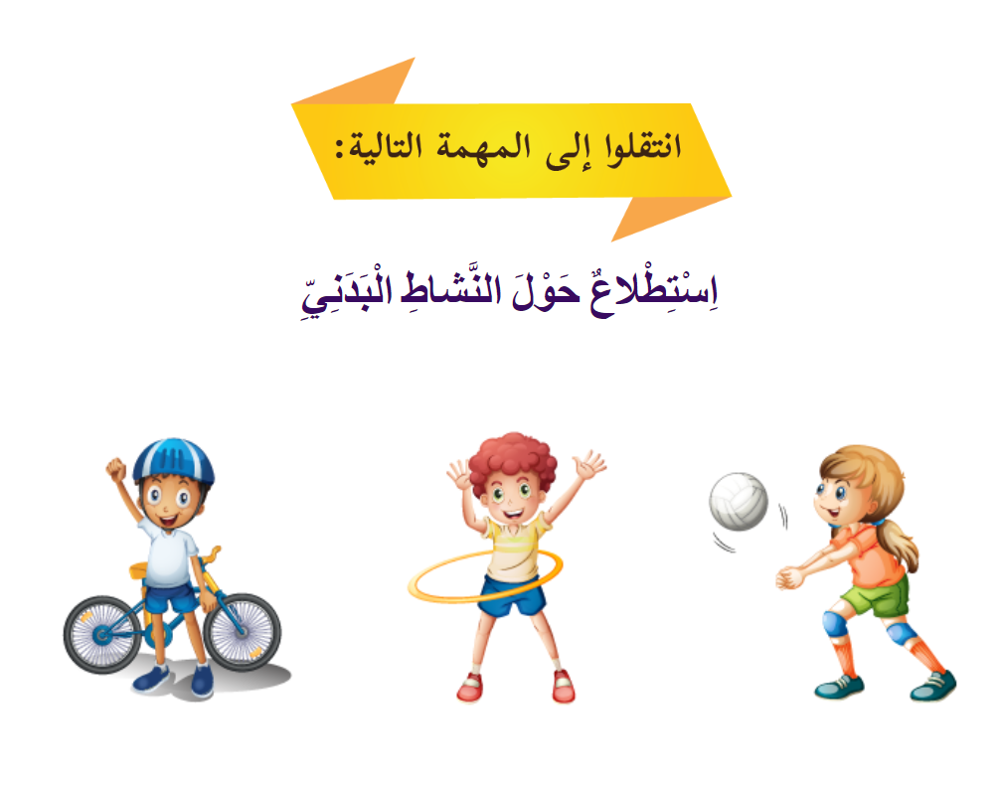 انتقلوا إلى المهمة التالية:
اِسْتِطْلاعٌ حَوْلَ النَّشاطِ الْبَدَنِيِّ